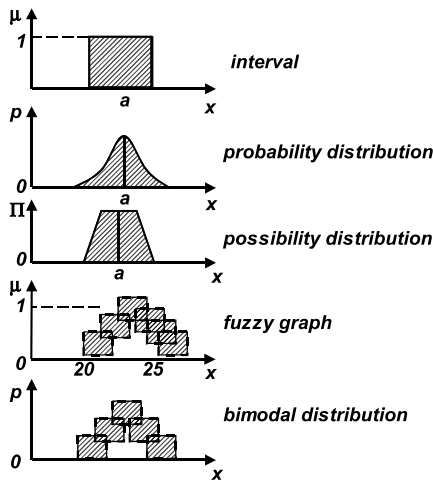 μ
1
interval
a
x
p
probability distribution
0
a
x
Π
possibility distribution
0
a
x
μ
1
fuzzy graph
0
20
25
x
p
bimodal distribution
0
x